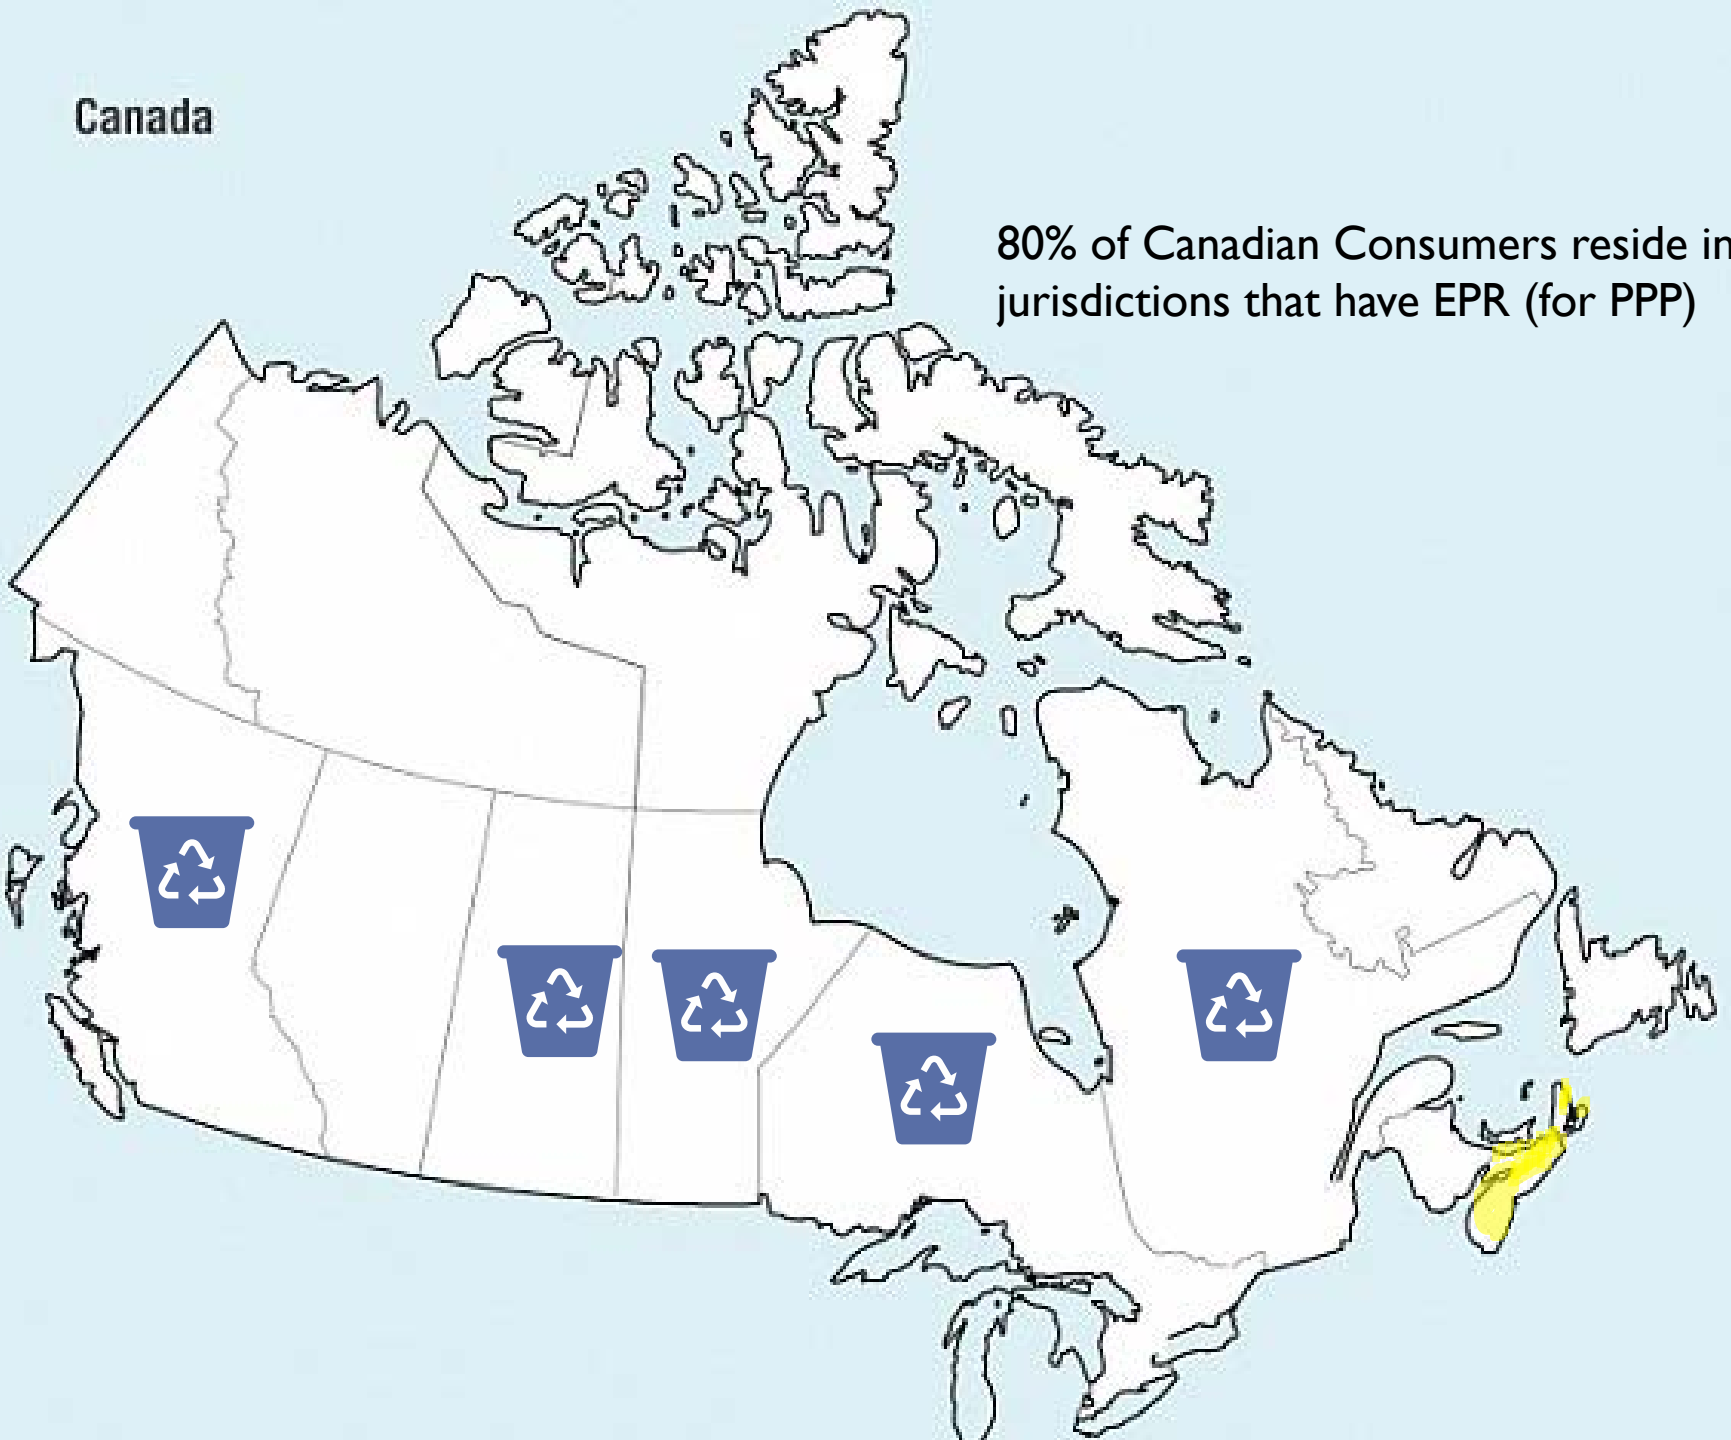 Canada
80% of Canadian Consumers reside in
jurisdictions that have EPR (for PPP)